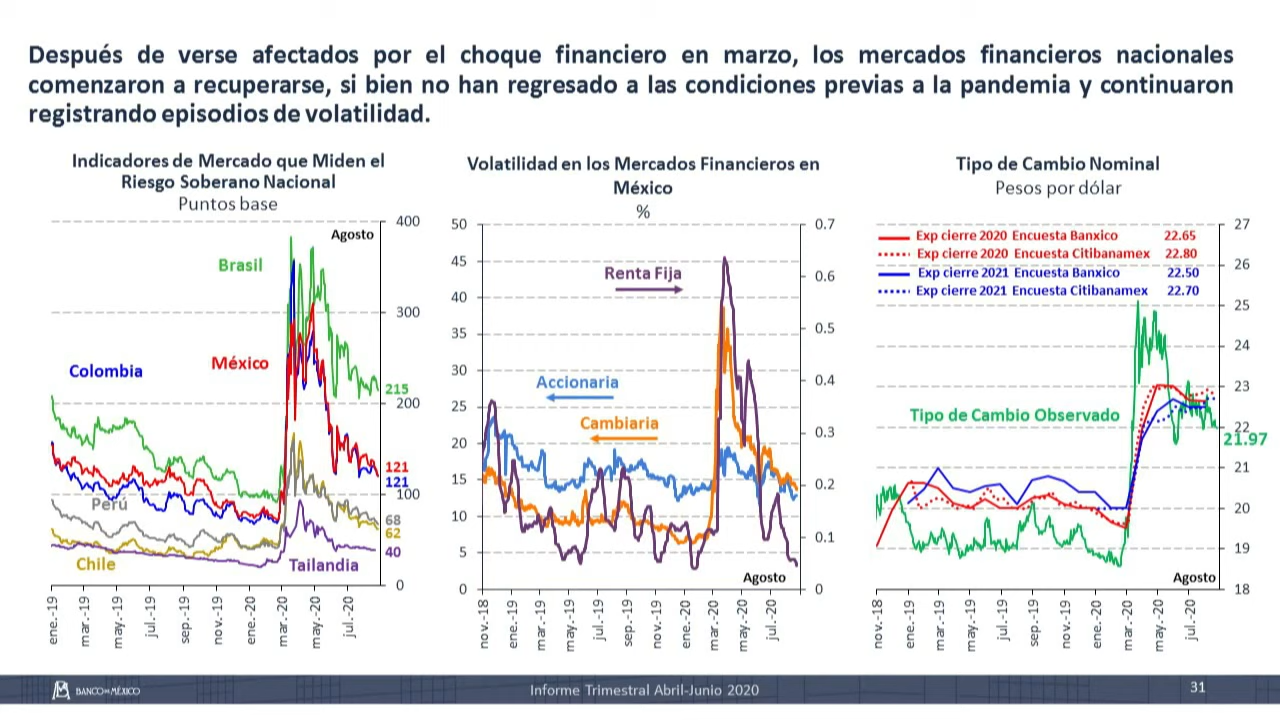 Después de verse afectados por el choque financiero en marzo, los mercados financieros nacionales
comenzaron a recuperarse, si bien no han regresado a las condiciones previas a la pandemia y continuaron
registrando episodios de volatilidad.
Indicadores de Mercado que Miden el
Riesgo Soberano Nacional
Puntos base
400
Agosto
Brasil
300
Colombia
México
215
200
121
121
100
Perú
68
62
40
Chile
Tailandia
0
ene.-19
mar.-19
may.-19
jul.-19
sep.-19
nov.-19
ene.-20
mar.-20
may.-20
jul.-20
Volatilidad en los Mercados Financieros en
México
%
50
45
40
35
30
25
20
15
10
5
0
0.7
0.6
0.5
0.4
0.3
0.2
0.1
0
Renta Fija
Accionaria
Cambiaria
Agosto
nov.-18
ene.-19
mar.-19
may.-19
jul.-19
sep.-19
nov.-19
ene.-20
mar.-20
may.-20
jul.-20
Tipo de Cambio Nominal
Pesos por dólar
Exp cierre 2020 Encuesta Banxico 22.65
Exp cierre 2020 Encuesta Citibanamex 22.80
Exp cierre 2021 Encuesta Banxico 22.50
Exp cierre 2021 Encuesta Citibanamex 22.70
27
26
25
24
23
22
21
20
19
18
Tipo de Cambio Observado
21.97
Agosto
nov.-18
ene.-19
mar.-19
may.-19
jul.-19
sep.-19
nov.-19
ene.-20
mar.-20
may.-20
jul.-20
BANCO DE MÉXICO
Informe Trimestral Abril-Junio 2020
31